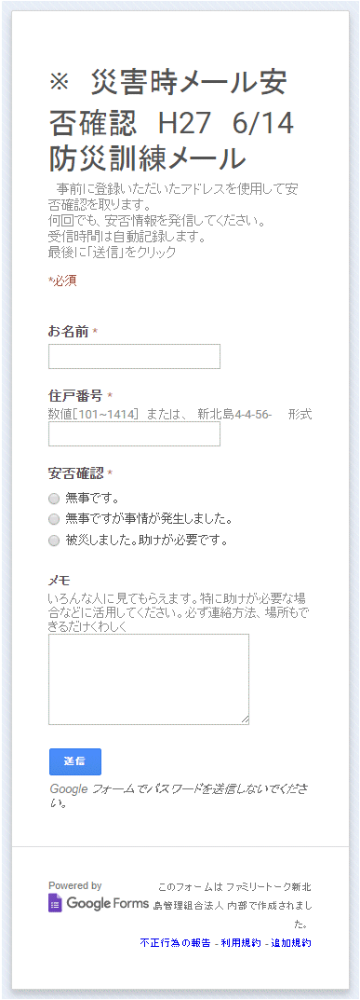 ※　災害時メール安
否確認　H27　6/14
防災訓練メール
事前に登録いただいたアドレスを使用して安
否確認を取ります。
何回でも、安否情報を発信してください。
受信時間は自動記録します。
最後に「送信」をクリック
*必須
お名前 *
住戸番号 *
数値[101~1414]　または、　新北島4-4-56-　　形式
安否確認 *
無事です。
無事ですが事情が発生しました。
被災しました。助けが必要です。
メモ
いろんな人に見てもらえます。特に助けが必要な場
合などに活用してください。必ず連絡方法、場所もで
きるだけくわしく
送信
Google フォームでパスワードを送信しないでくださ
い。
Powered by
Google Forms
このフォームは ファミリートーク新北
島管理組合法人 内部で作成されまし
た。
不正行為の報告 - 利用規約 - 追加規約